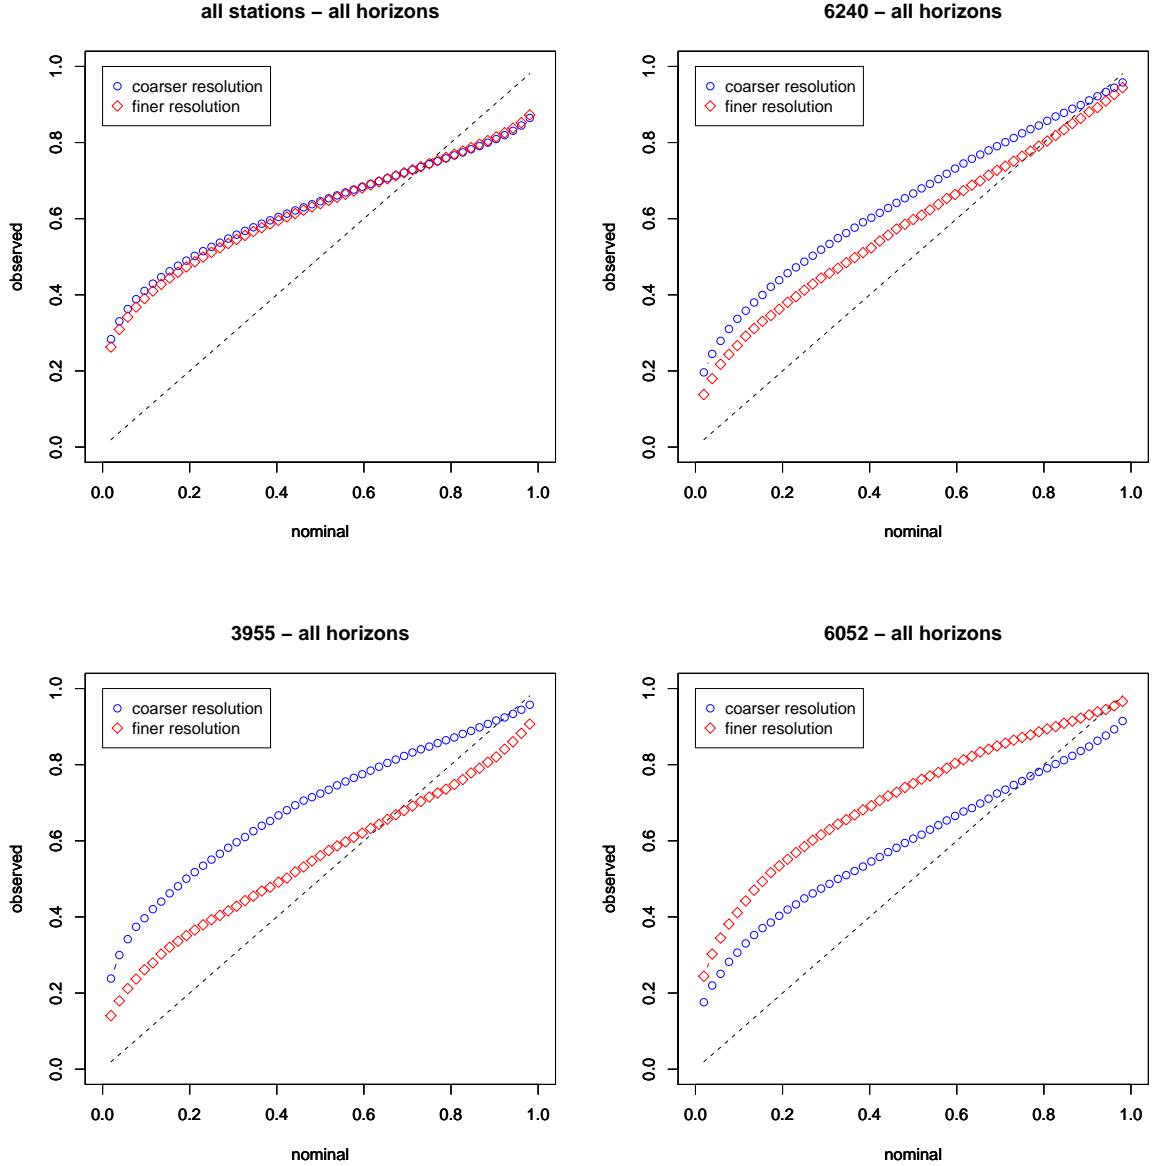 all stations – all horizons
coarser resolution
finer resolution
observed
0.0 0.2 0.4 0.6 0.8 1.0
0.0 0.2 0.4 0.6 0.8 1.0
nominal
6240 – all horizons
coarser resolution
finer resolution
observed
0.0 0.2 0.4 0.6 0.8 1.0
0.0 0.2 0.4 0.6 0.8 1.0
nominal
3955 – all horizons
coarser resolution
finer resolution
observed
0.0 0.2 0.4 0.6 0.8 1.0
0.0 0.2 0.4 0.6 0.8 1.0
nominal
6052 – all horizons
coarser resolution
finer resolution
observed
0.0 0.2 0.4 0.6 0.8 1.0
0.0 0.2 0.4 0.6 0.8 1.0
nominal